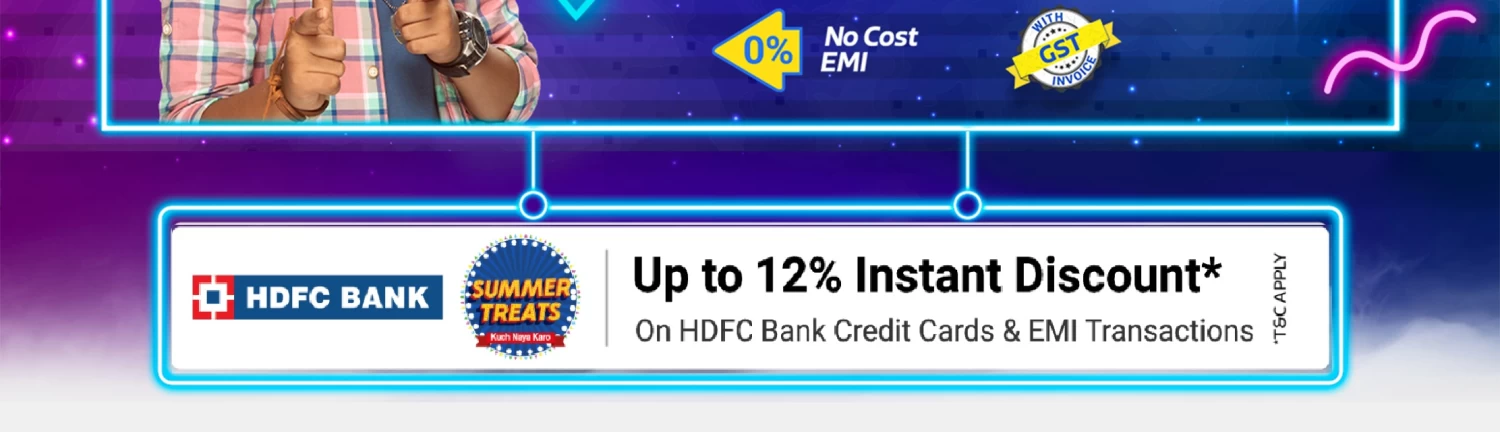 0%
No Cost
EMI
WITH
GST
INVOICE
HDFC BANK
SUMMER
TREATS
Kuch Naya Karo
Up to 12% Instant Discount*
On HDFC Bank Credit Cards & EMI Transactions
*T&C APPLY